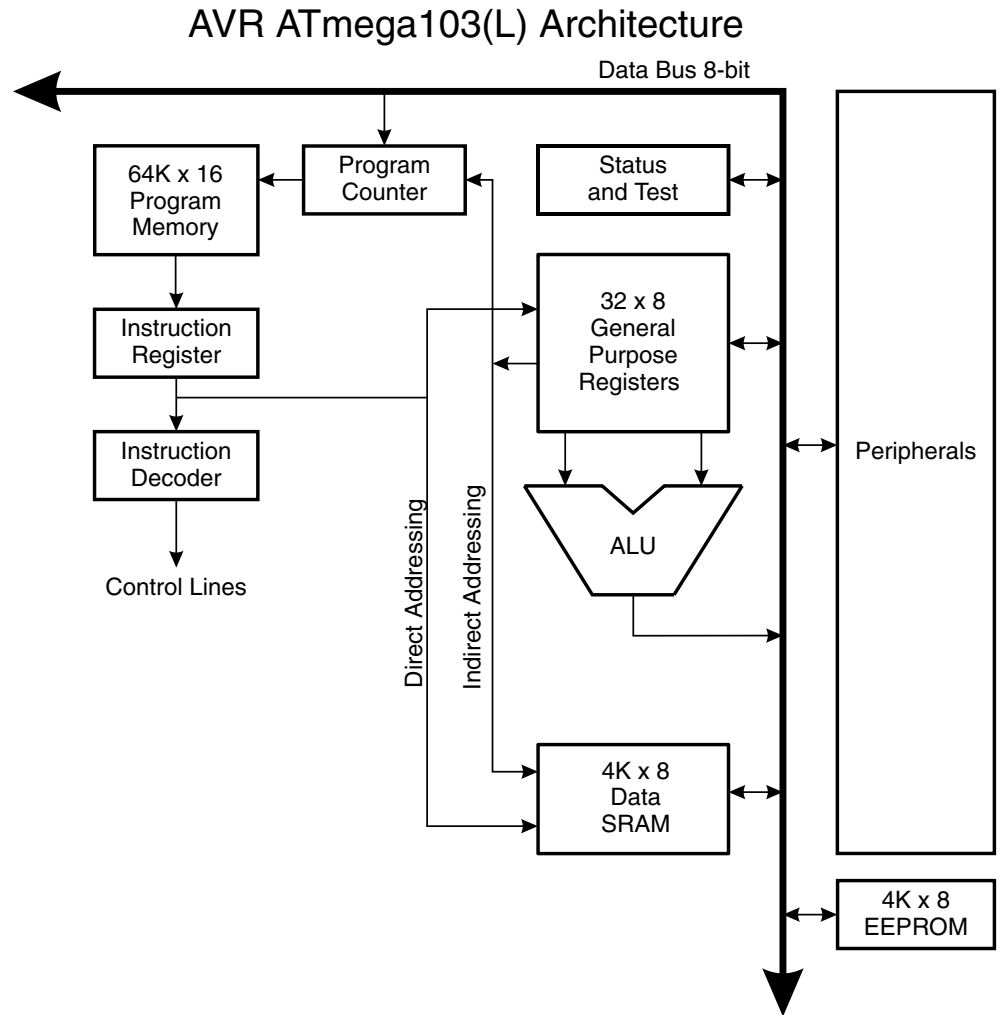 AVR ATmega103(L) Architecture
Data Bus 8-bit
64K x 16
Program
Memory
Program
Counter
Status
and Test
Instruction
Register
32 x 8
General
Purpose
Registers
Instruction
Decoder
Control Lines
Direct Addressing
Indirect Addressing
ALU
Peripherals
4K x 8
Data
SRAM
4K x 8
EEPROM